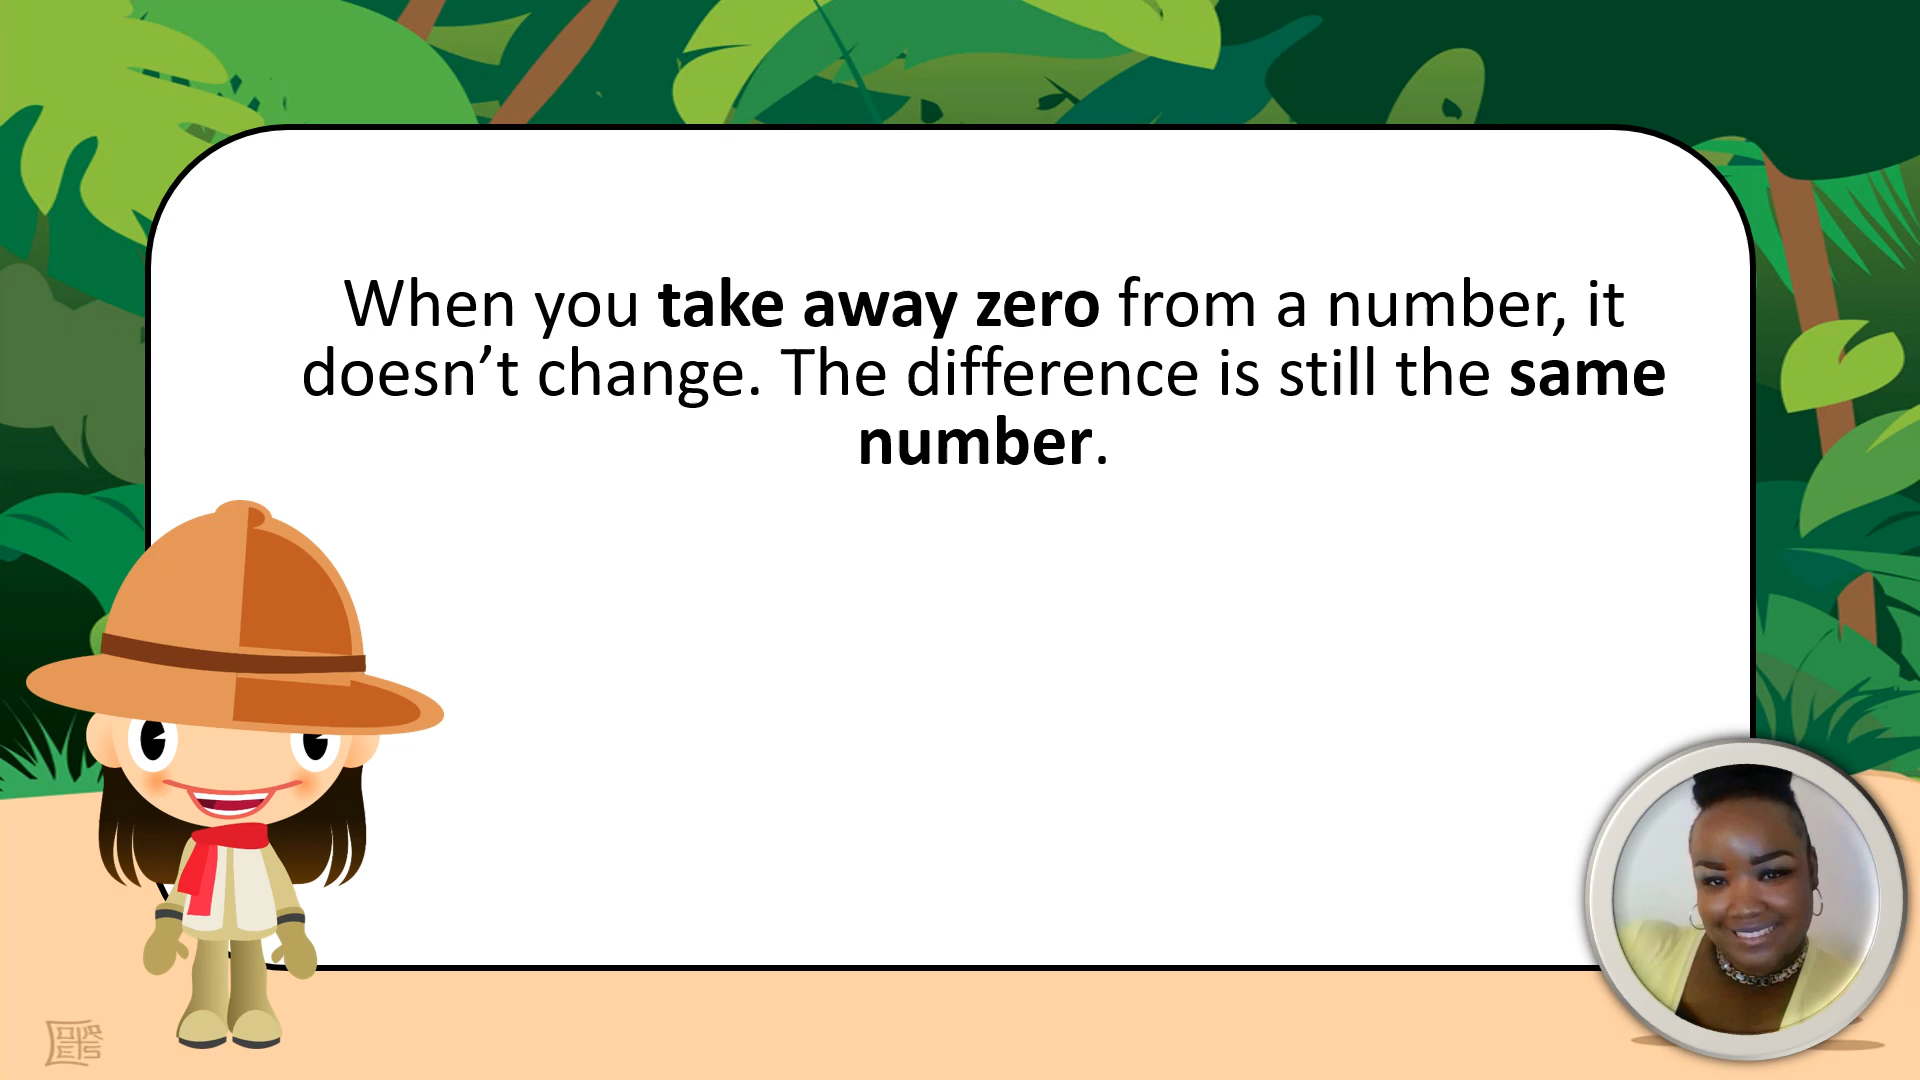 When you take away zero from a number, it
doesn’t change. The difference is still the same
number.